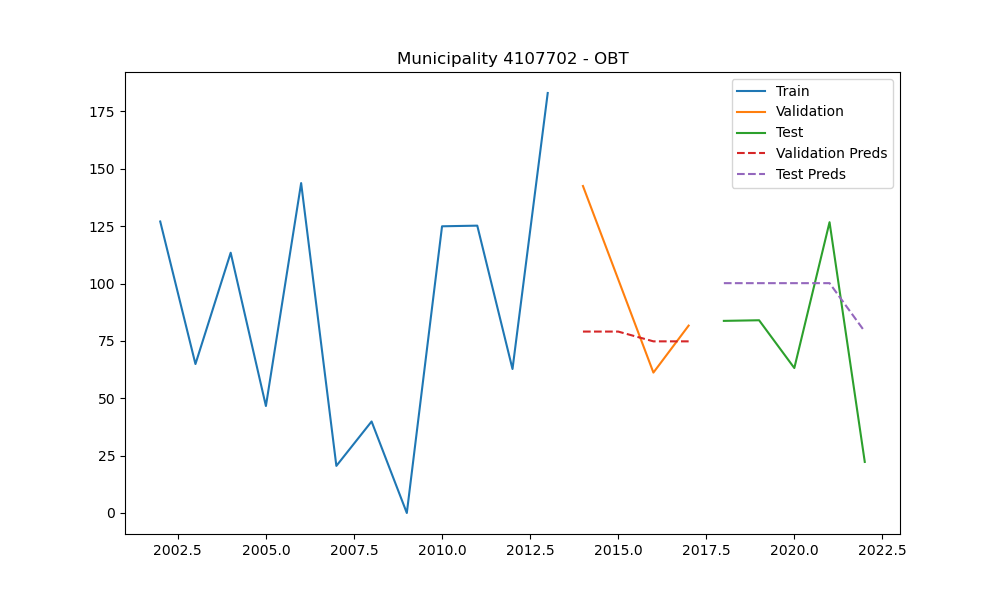 Municipality 4107702 - OBT
Train
Validation
Test
Validation Preds
Test Preds
175
150
125
100
75
50
25
0
2002.5 2005.0 2007.5 2010.0 2012.5 2015.0 2017.5 2020.0 2022.5